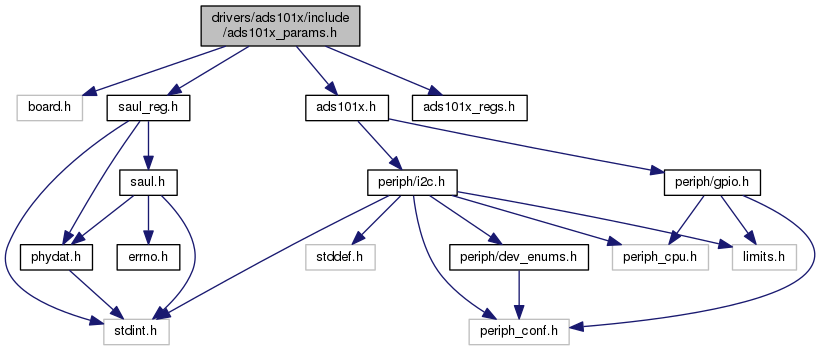 drivers/ads101x/include
/ads101x_params.h
board.h
saul_reg.h
ads101x.h
ads101x_regs.h
saul.h
periph/i2c.h
periph/gpio.h
phydat.h
errno.h
stddef.h
periph/dev_enums.h
periph_cpu.h
limits.h
stdint.h
periph_conf.h